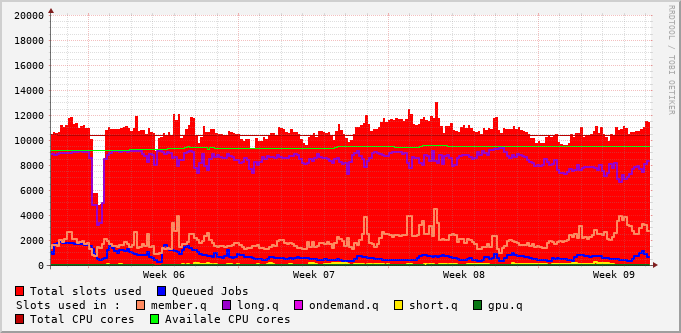 20000
18000
16000
14000
12000
10000
8000
6000
4000
2000
0
Week 06 Week 07 Week 08 Week 09
RRDTOOL / TOBI OETIKER
Total slots used Queued Jobs
Slots used in : member.q long.q ondemand.q short.q gpu.q
Total CPU cores Availale CPU cores